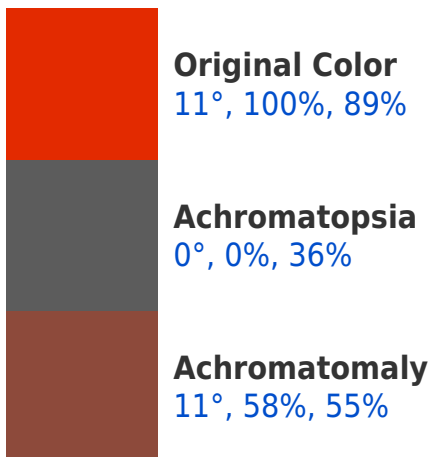 Original Color
11°, 100%, 89%
Achromatopsia
0°, 0%, 36%
Achromatomaly
11°, 58%, 55%